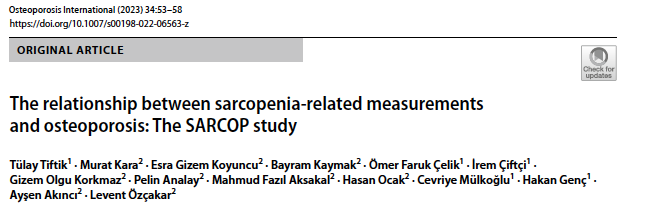 Osteoporosis International (2023) 34:53–58
https://doi.org/10.1007/s00198-022-06563-z
ORIGINAL ARTICLE
Check for
updates
The relationship between sarcopenia-related measurements
and osteoporosis: The SARCOP study
Tülay Tiftik¹ · Murat Kara² · Esra Gizem Koyuncu² · Bayram Kaymak² · Ömer Faruk Çelik¹ · İrem Çiftçi¹ ·
Gizem Olgu Korkmaz² · Pelin Analay² · Mahmud Fazıl Aksakal² · Hasan Ocak² · Cevriye Mülkoğlu¹ · Hakan Genç¹ ·
Ayşen Akıncı² · Levent Özçakar²